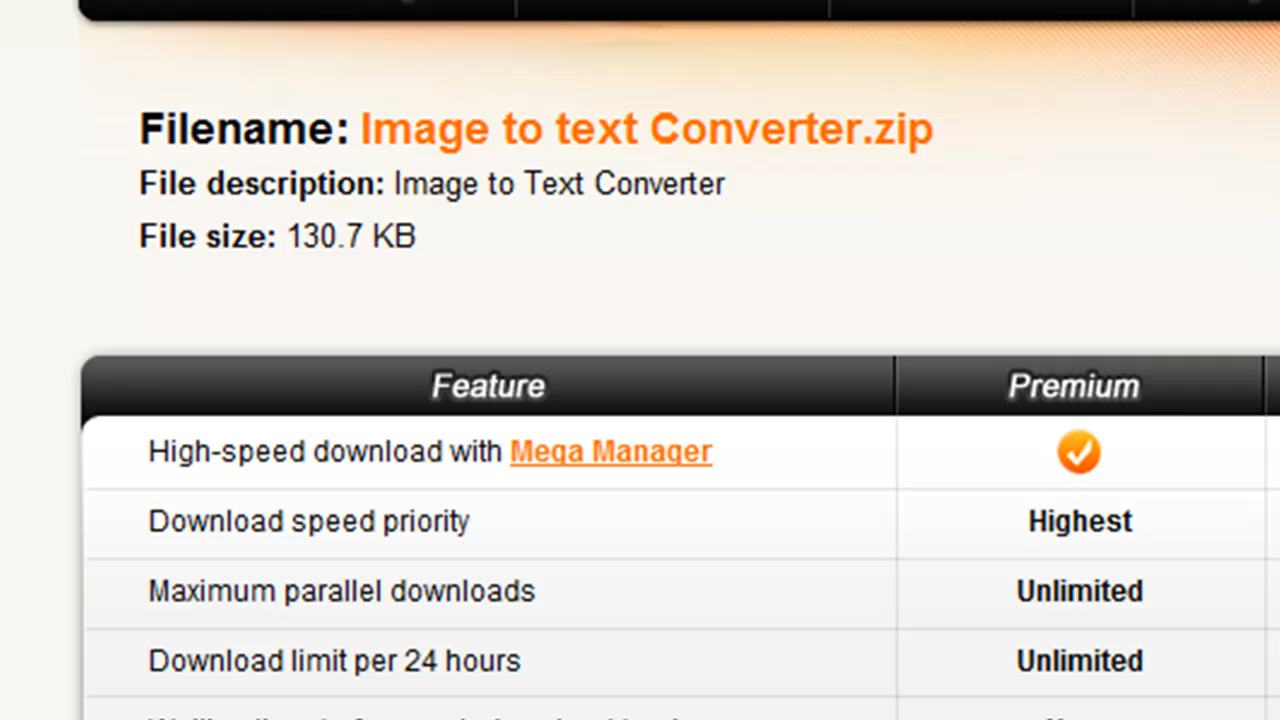 Filename: Image to text Converter.zip
File description: Image to Text Converter
File size: 130.7 KB
Feature Premium
High-speed download with Mega Manager
Download speed priority Highest
Maximum parallel downloads Unlimited
Download limit per 24 hours Unlimited